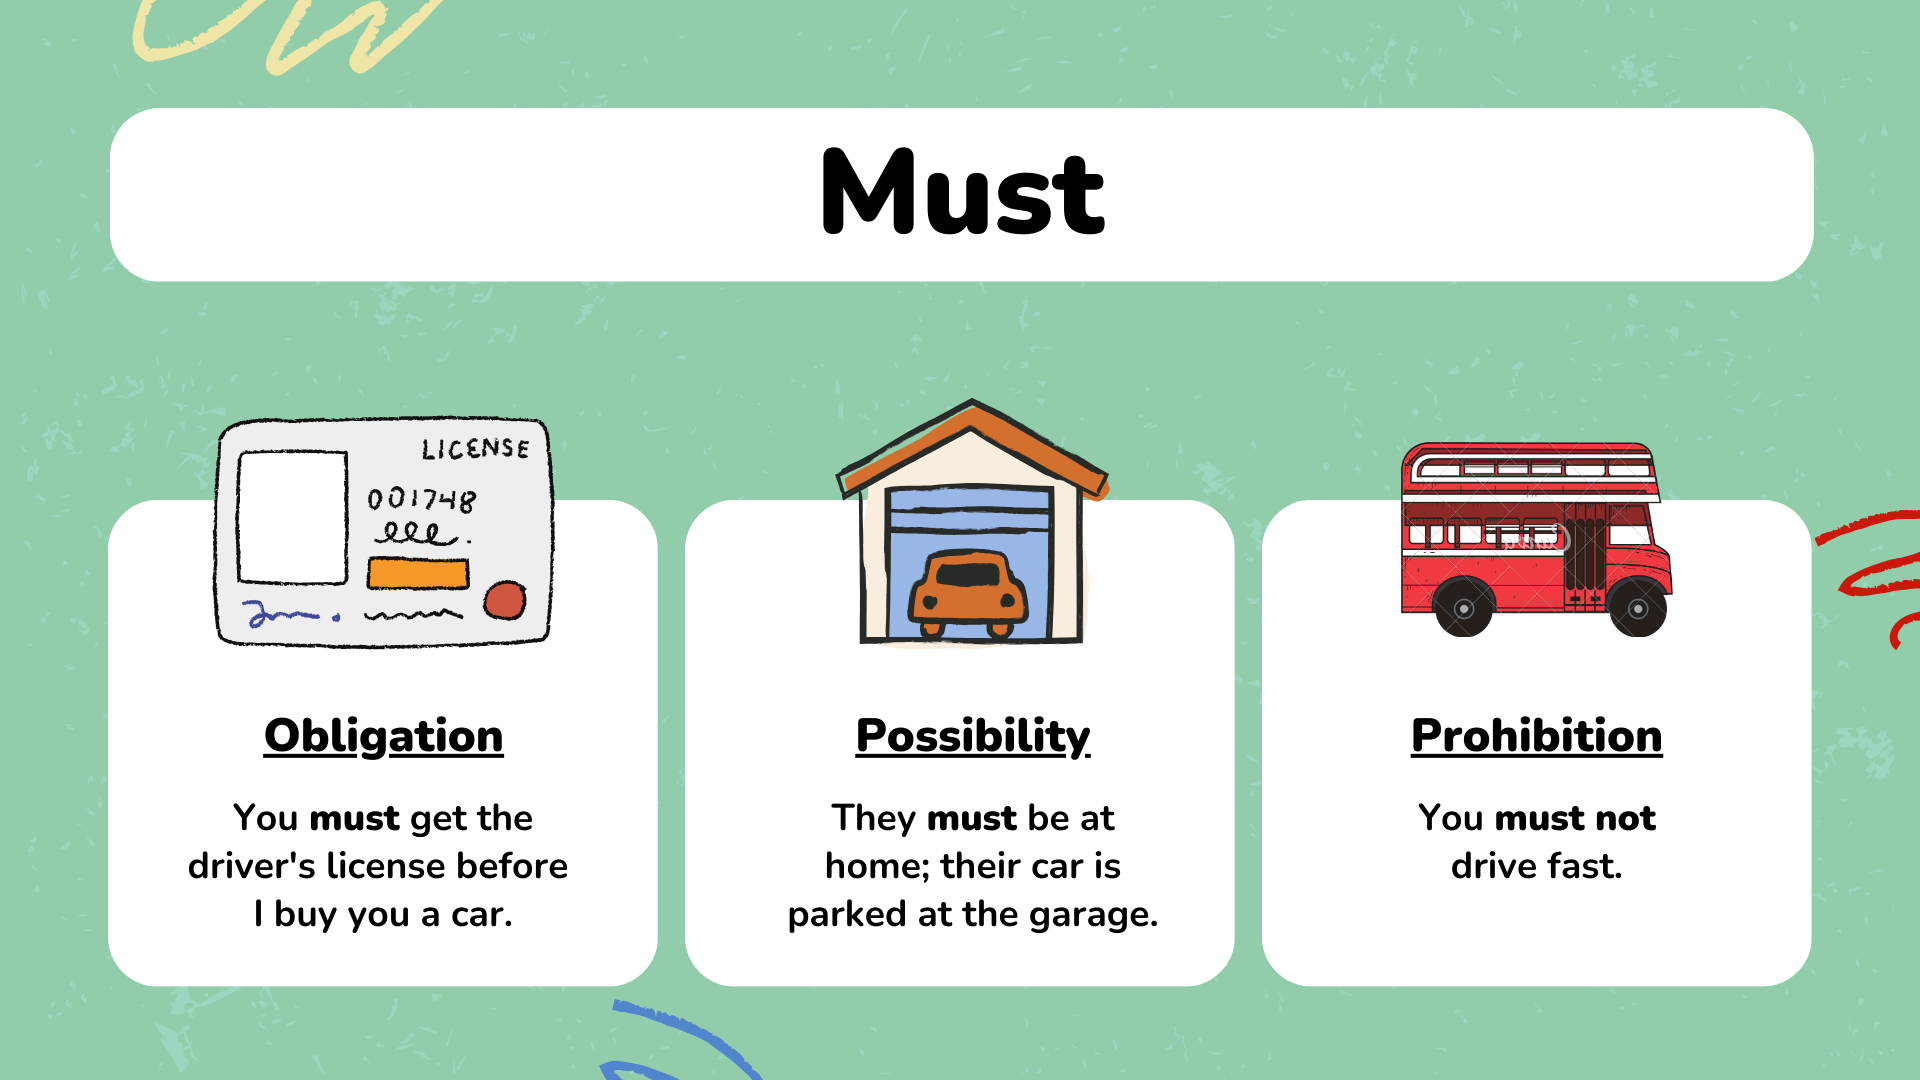 Must
LICENSE
001748
Obligation
You must get the
driver's license before
I buy you a car.
Possibility
They must be at
home; their car is
parked at the garage.
Prohibition
You must not
drive fast.